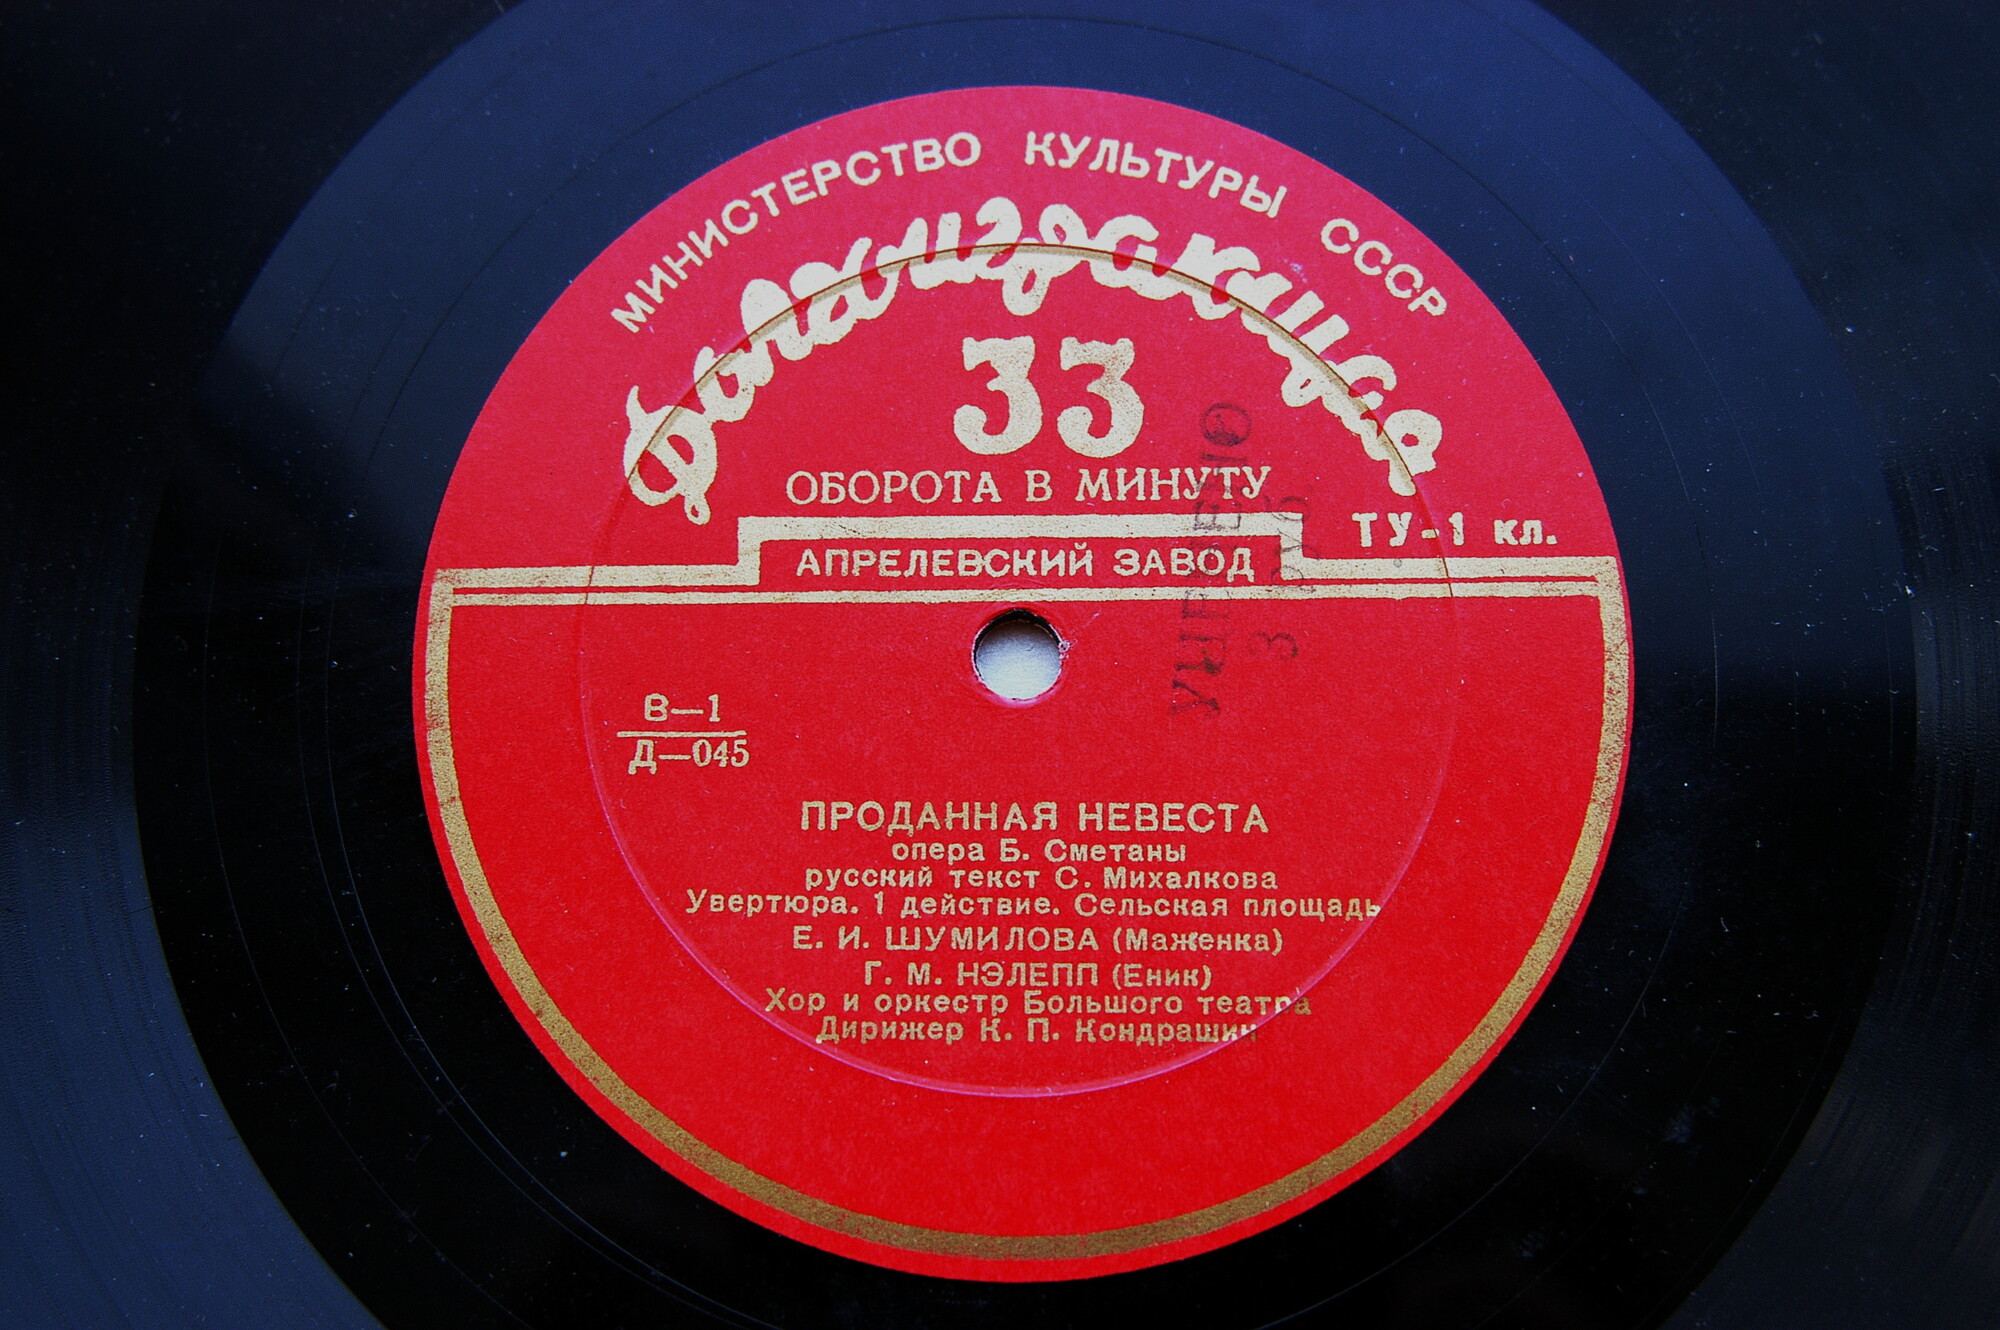 МИНИСТЕРСТВО КУЛЬТУРЫ СССР
Долгоиграющая
33
ОБОРОТА В МИНУТУ
ТУ-1 кл.
АПРЕЛЕВСКИЙ ЗАВОД
В—1
Д—045
ПРОДАННАЯ НЕВЕСТА
опера Б. Сметаны
русский текст С. Михалкова
Увертюра. 1 действие. Сельская площадь
Е. И. ШУМИЛОВА (Маженка)
Г. М. НЭЛЕПП (Еник)
Хор и оркестр Большого театра
Дирижер К. П. Кондрашин